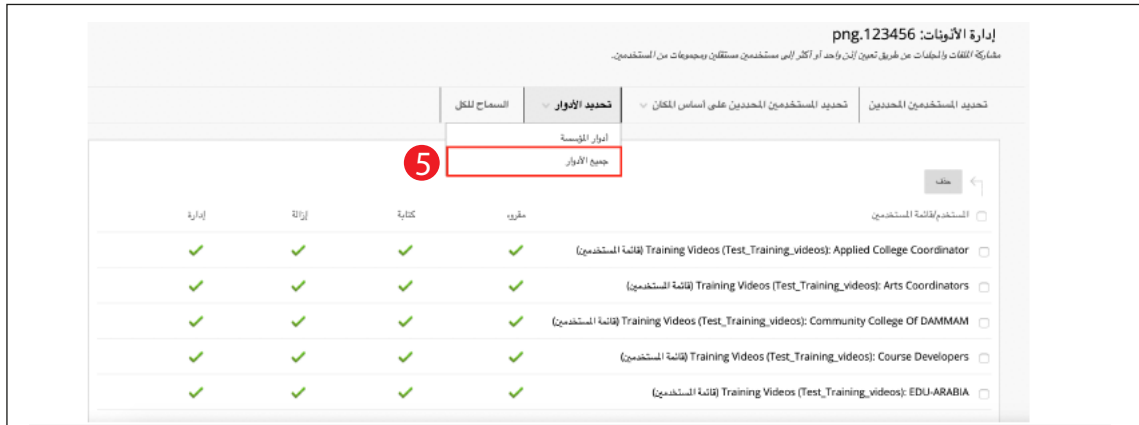 إدارة الأذونات: png.123456
مشاركة الملفات والمجلدات عن طريق تعيين إذن واحد أو أكثر إلى مستخدمين مستقلين ومجموعات من المستخدمين.
تحديد المستخدمين المحددين
تحديد المستخدمين المحددين على أساس المكان
تحديد الأدوار
السماح للكل
أدوار المؤسسة
جميع الأدوار
5
حذف
المستخدم/قائمة المستخدمين مقروء كتابة إزالة إدارة
Training Videos (Test_Training_videos): Applied College Coordinator (قائمة المستخدمين)
Training Videos (Test_Training_videos): Arts Coordinators (قائمة المستخدمين)
Training Videos (Test_Training_videos): Community College Of DAMMAM (قائمة المستخدمين)
Training Videos (Test_Training_videos): Course Developers (قائمة المستخدمين)
Training Videos (Test_Training_videos): EDU-ARABIA (قائمة المستخدمين)